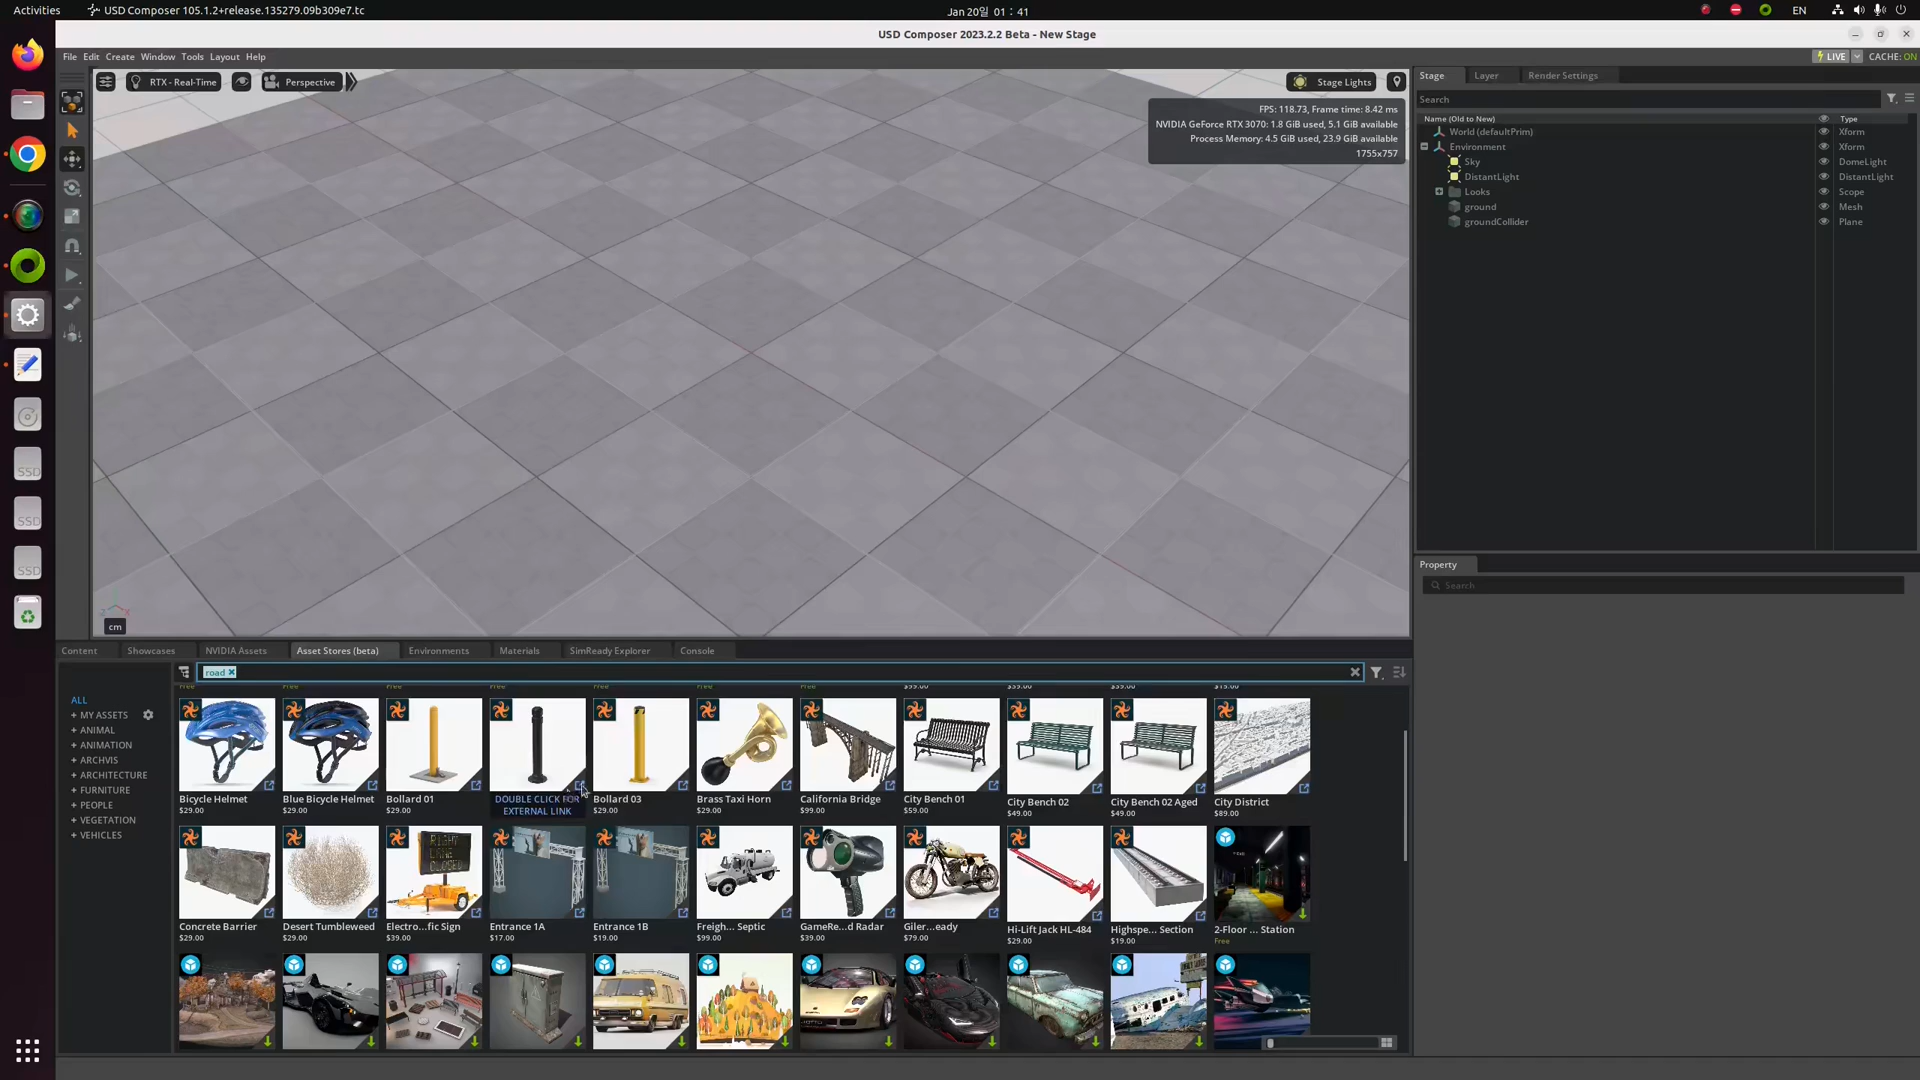 Activities
USD Composer 105.1.2+release.135279.09b309e7.tc
Jan 20일 01 : 41
EN
USD Composer 2023.2.2 Beta - New Stage
File Edit Create Window Tools Layout Help
LIVE
CACHE: ON
RTX - Real-Time
Perspective
Stage Lights
FPS: 118.73, Frame time: 8.42 ms
NVIDIA GeForce RTX 3070: 1.8 GiB used, 5.1 GiB available
Process Memory: 4.5 GiB used, 23.9 GiB available
1755x757
Stage Layer Render Settings
Search
Name (Old to New) Type
World (defaultPrim) Xform
Environment Xform
Sky DomeLight
DistantLight DistantLight
Looks Scope
ground Mesh
groundCollider Plane
SSD
SSD
SSD
cm
Property
Search
Content Showcases NVIDIA Assets Asset Stores (beta) Environments Materials SimReady Explorer Console
road
ALL
+ MY ASSETS
+ ANIMAL
+ ANIMATION
+ ARCHVIS
+ ARCHITECTURE
+ FURNITURE
+ PEOPLE
+ VEGETATION
+ VEHICLES
Bicycle Helmet
$29.00
Blue Bicycle Helmet
$29.00
Bollard 01
$29.00
DOUBLE CLICK FOR
EXTERNAL LINK
Bollard 03
$29.00
Brass Taxi Horn
$29.00
California Bridge
$99.00
City Bench 01
$59.00
City Bench 02
$49.00
City Bench 02 Aged
$49.00
City District
$89.00
RIGHT
LANE
CLOSED
Concrete Barrier
$29.00
Desert Tumbleweed
$29.00
Electro...fic Sign
$39.00
Entrance 1A
$17.00
Entrance 1B
$19.00
Freigh... Septic
$99.00
GameRe...d Radar
$39.00
Giler...eady
$79.00
Hi-Lift Jack HL-484
$29.00
Highspe... Section
$19.00
2-Floor ... Station
Free